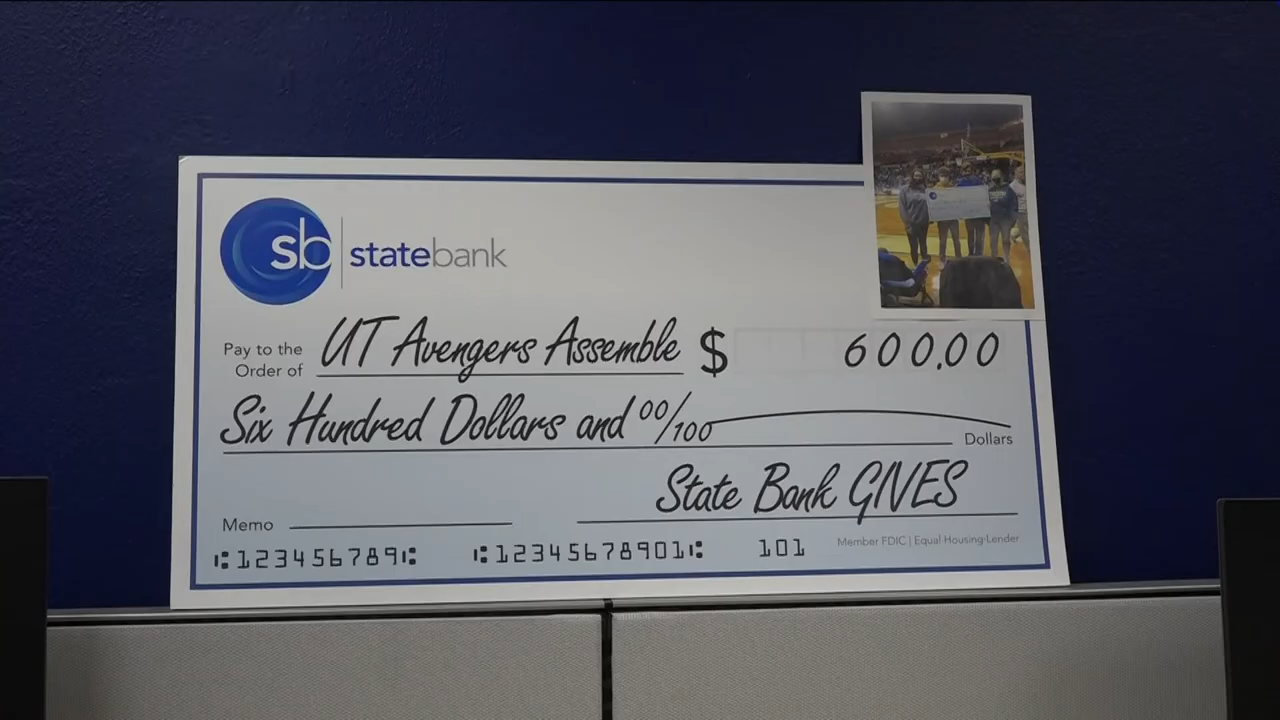 sb statebank
Pay to the Order of UT Avengers Assemble $ 600.00
Six Hundred Dollars and 00/100 Dollars
State Bank GIVES
Memo
⑆123456789⑆ ⑆12345678901⑆ 101 Member FDIC | Equal Housing Lender